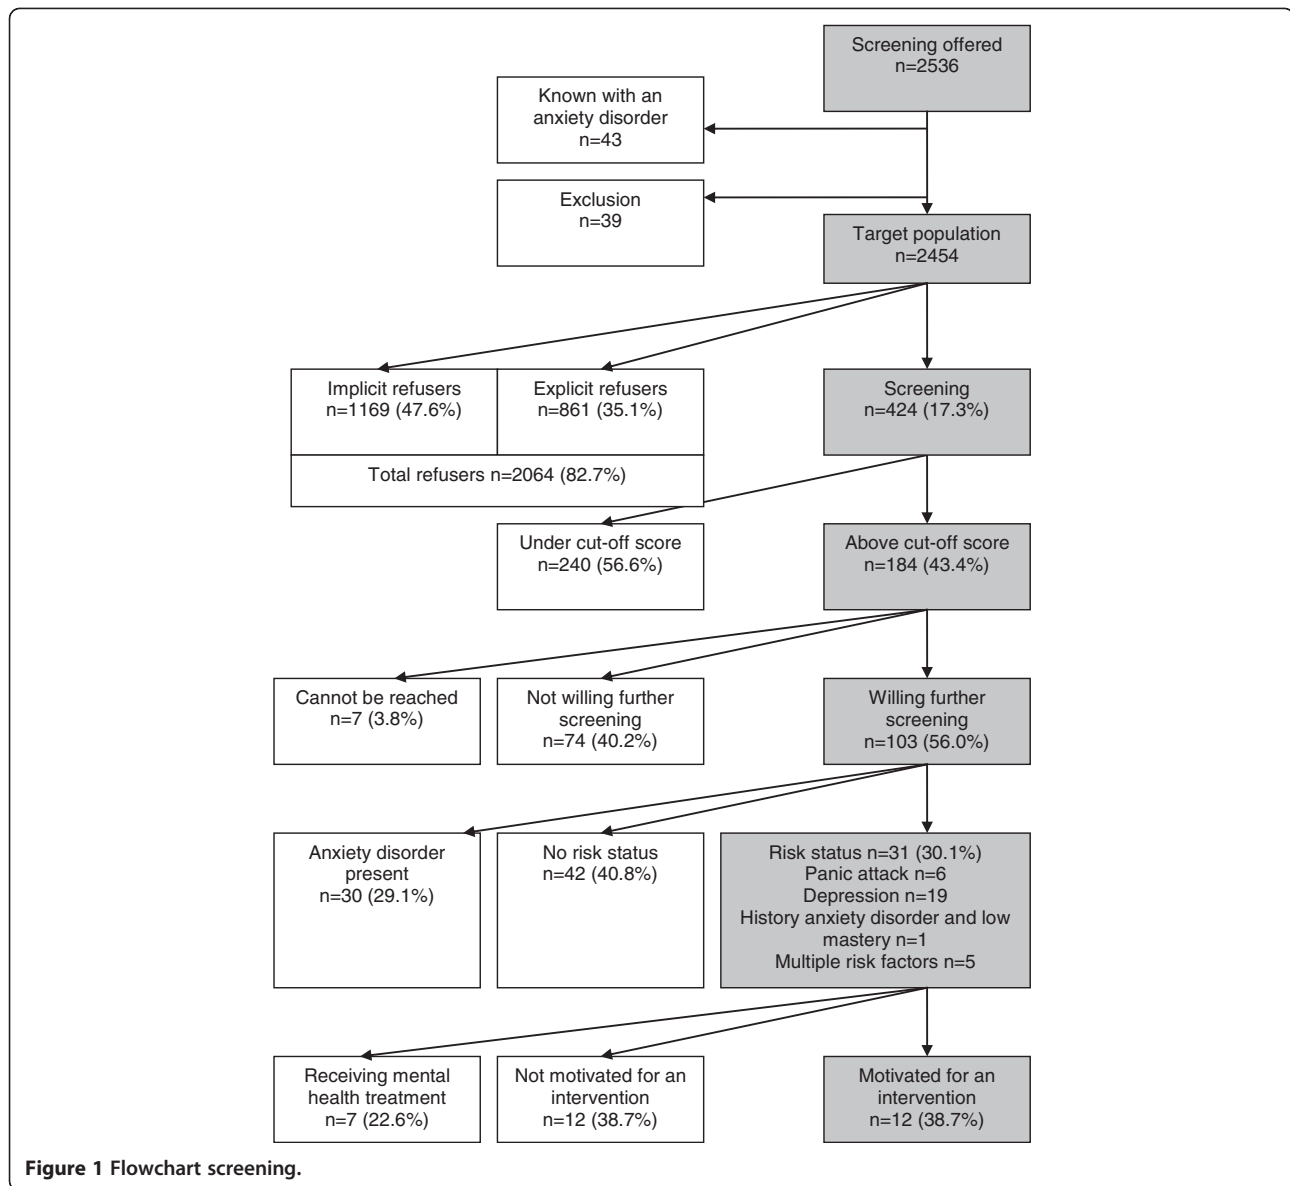 Screening offered
n=2536
Known with an
anxiety disorder
n=43
Exclusion
n=39
Target population
n=2454
Implicit refusers
n=1169 (47.6%)
Explicit refusers
n=861 (35.1%)
Screening
n=424 (17.3%)
Total refusers n=2064 (82.7%)
Under cut-off score
n=240 (56.6%)
Above cut-off score
n=184 (43.4%)
Cannot be reached
n=7 (3.8%)
Not willing further
screening
n=74 (40.2%)
Willing further
screening
n=103 (56.0%)
Anxiety disorder
present
n=30 (29.1%)
No risk status
n=42 (40.8%)
Risk status n=31 (30.1%)
Panic attack n=6
Depression n=19
History anxiety disorder and low
mastery n=1
Multiple risk factors n=5
Receiving mental
health treatment
n=7 (22.6%)
Not motivated for an
intervention
n=12 (38.7%)
Motivated for an
intervention
n=12 (38.7%)
Figure 1 Flowchart screening.